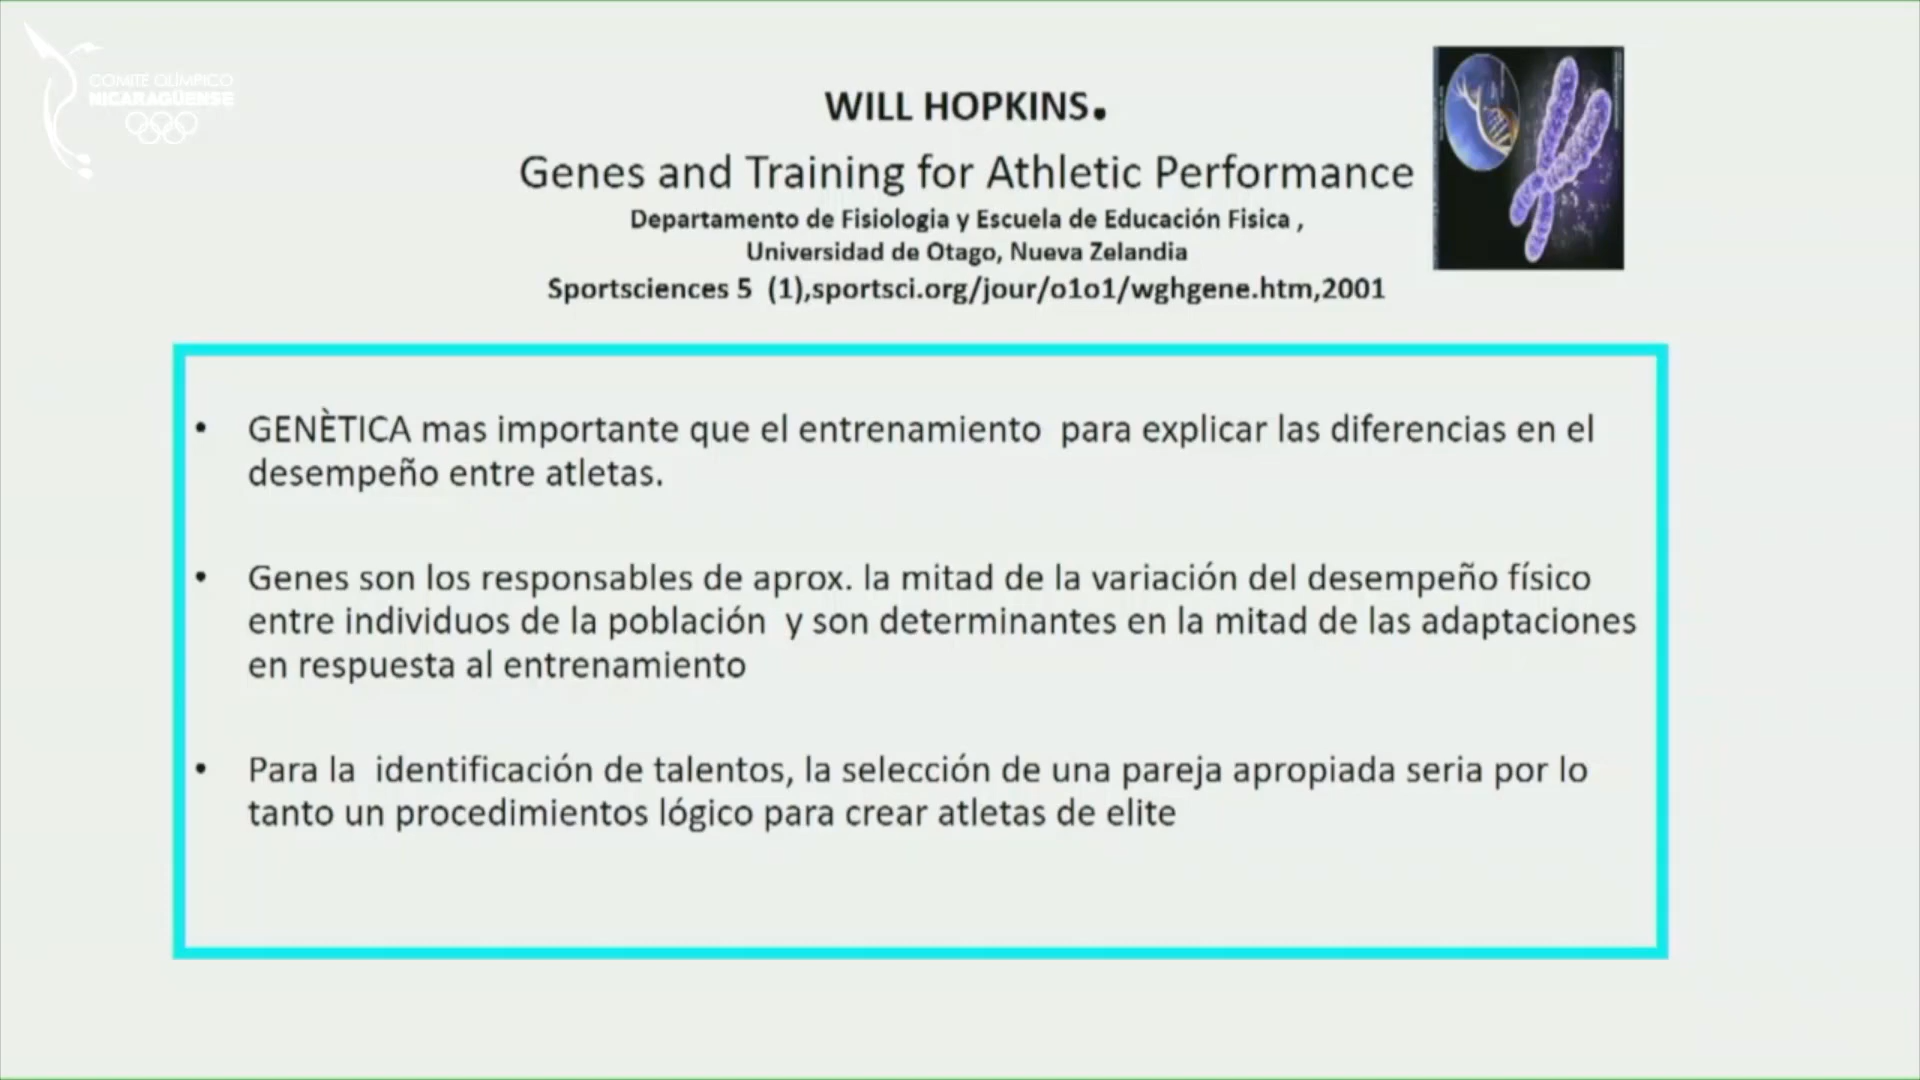 COMITÉ OLÍMPICO
NICARAGÜENSE
WILL HOPKINS.
Genes and Training for Athletic Performance
Departamento de Fisiologia y Escuela de Educación Fisica ,
Universidad de Otago, Nueva Zelandia
Sportsciences 5 (1),sportsci.org/jour/o1o1/wghgene.htm,2001
• GENÈTICA mas importante que el entrenamiento para explicar las diferencias en el
desempeño entre atletas.
• Genes son los responsables de aprox. la mitad de la variación del desempeño físico
entre individuos de la población y son determinantes en la mitad de las adaptaciones
en respuesta al entrenamiento
• Para la identificación de talentos, la selección de una pareja apropiada seria por lo
tanto un procedimientos lógico para crear atletas de elite